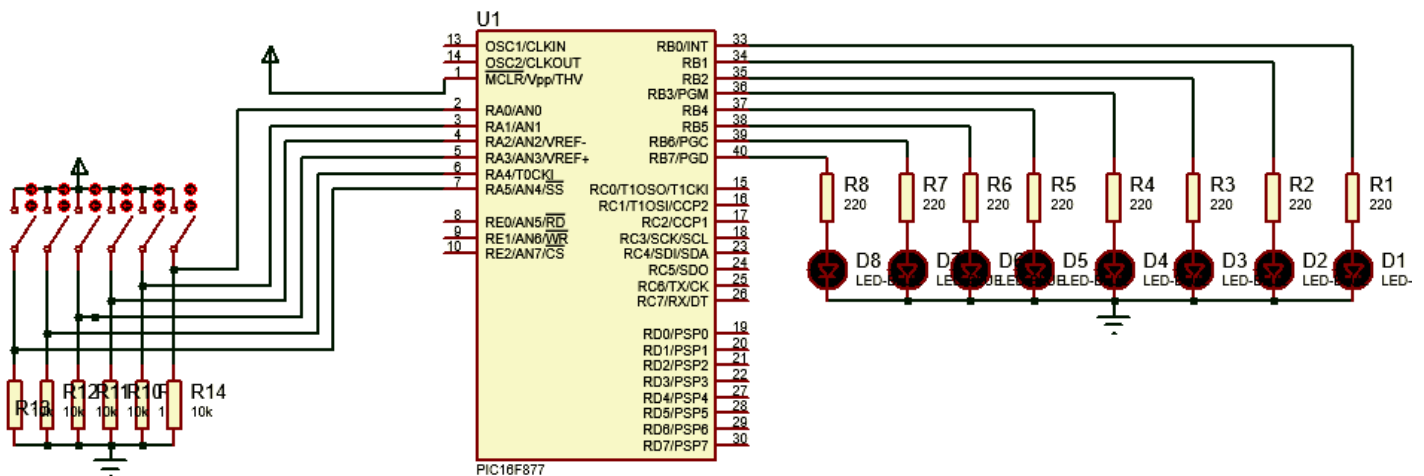 U1
13 OSC1/CLKIN RB0/INT 33
14 OSC2/CLKOUT RB1 34
1 MCLR/Vpp/THV RB2 35
RB3/PGM 36
2 RA0/AN0 RB4 37
3 RA1/AN1 RB5 38
4 RA2/AN2/VREF- RB6/PGC 39
5 RA3/AN3/VREF+ RB7/PGD 40
6 RA4/T0CKI
7 RA5/AN4/SS RC0/T1OSO/T1CKI 15
RC1/T1OSI/CCP2 16
8 RE0/AN5/RD RC2/CCP1 17
9 RE1/AN6/WR RC3/SCK/SCL 18
10 RE2/AN7/CS RC4/SDI/SDA 23
RC5/SDO 24
RC6/TX/CK 25
RC7/RX/DT 26
RD0/PSP0 19
RD1/PSP1 20
RD2/PSP2 21
RD3/PSP3 22
RD4/PSP4 27
RD5/PSP5 28
RD6/PSP6 29
RD7/PSP7 30
PIC16F877
R8 R7 R6 R5 R4 R3 R2 R1
220 220 220 220 220 220 220 220
D8 D6 D5 D4 D3 D2 D1
R13 R12 R11 R10 R14
10k 10k 10k 10k